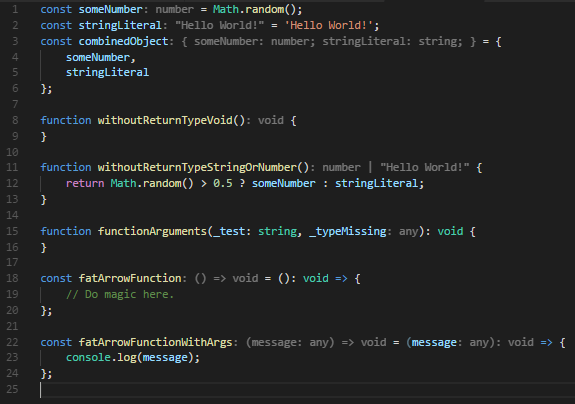 1 const someNumber: number = Math.random();
2 const stringLiteral: "Hello World!" = 'Hello World!';
3 const combinedObject: { someNumber: number; stringLiteral: string; } = {
4     someNumber,
5     stringLiteral
6 };
7
8 function withoutReturnTypeVoid(): void {
9 }
10
11 function withoutReturnTypeStringOrNumber(): number | "Hello World!" {
12     return Math.random() > 0.5 ? someNumber : stringLiteral;
13 }
14
15 function functionArguments(_test: string, _typeMissing: any): void {
16 }
17
18 const fatArrowFunction: () => void = (): void => {
19     // Do magic here.
20 };
21
22 const fatArrowFunctionWithArgs: (message: any) => void = (message: any): void => {
23     console.log(message);
24 };
25